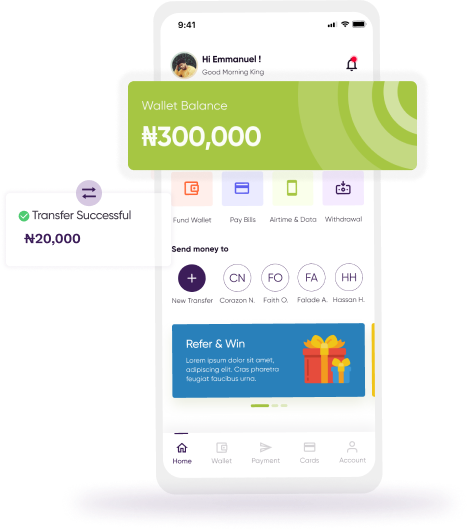 9:41
Hi Emmanuel !
Good Morning King
Wallet Balance
₦300,000
Transfer Successful
₦20,000
Fund Wallet
Pay Bills
Airtime & Data
Withdrawal
Send money to
CN
FO
FA
HH
New Transfer
Corazon N.
Faith O.
Falade A.
Hassan H.
Refer & Win
Lorem ipsum dolor sit amet,
adipiscing elit. Cras pharetra
feugiat faucibus urna.
Home
Wallet
Payment
Cards
Account